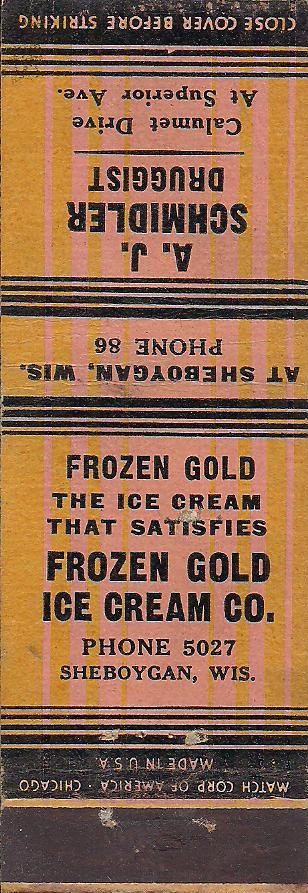 CLOSE COVER BEFORE STRIKING
A. J.
SCHMIDLER
DRUGGIST
Calumet Drive
At Superior Ave.
AT SHEBOYGAN, WIS.
PHONE 86
FROZEN GOLD
THE ICE CREAM
THAT SATISFIES
FROZEN GOLD
ICE CREAM CO.
PHONE 5027
SHEBOYGAN, WIS.
MATCH CORP OF AMERICA · CHICAGO
MADE IN U.S.A